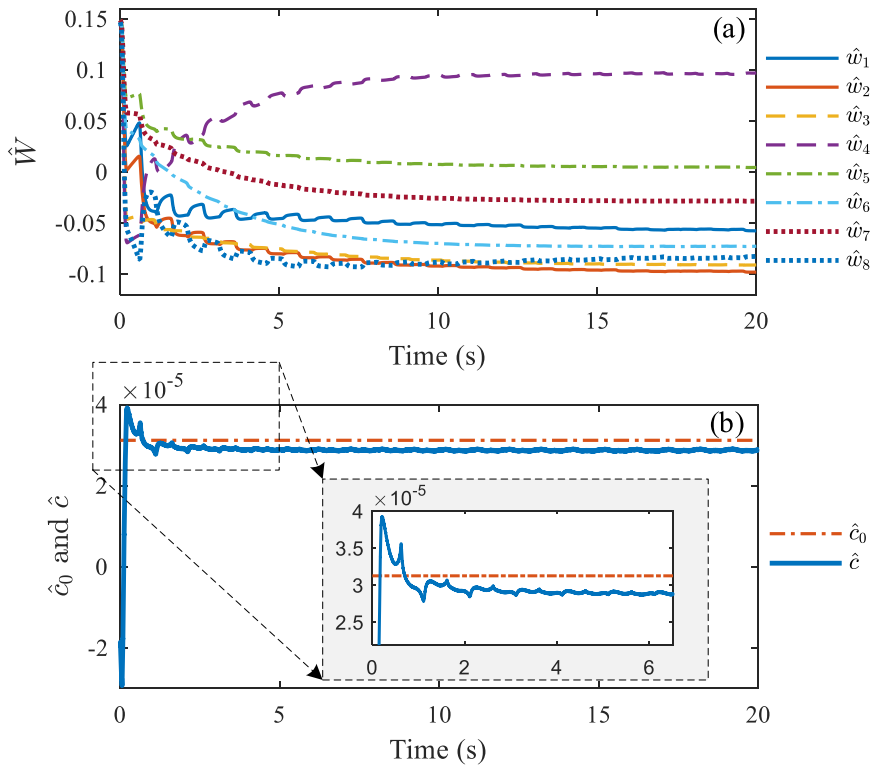 (a)
0.15
0.1
0.05
0
-0.05
-0.1
Ŵ
0 5 10 15 20
Time (s)
ŵ₁
ŵ₂
ŵ₃
ŵ₄
ŵ₅
ŵ₆
ŵ₇
ŵ₈
×10⁻⁵
(b)
4
2
0
-2
ĉ₀ and ĉ
0 5 10 15 20
Time (s)
×10⁻⁵
4
3.5
3
2.5
0 2 4 6
ĉ₀
ĉ